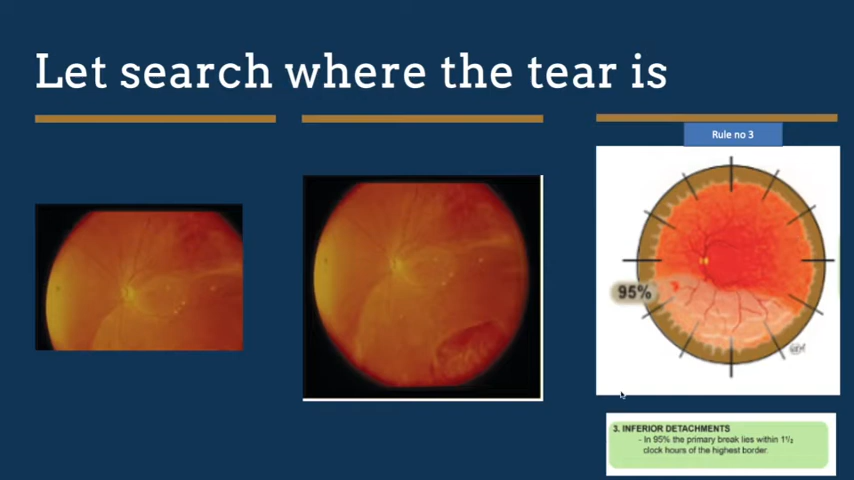 Let search where the tear is
Rule no 3
95%
3. INFERIOR DETACHMENTS
- In 95% the primary break lies within 1½
clock hours of the highest border.